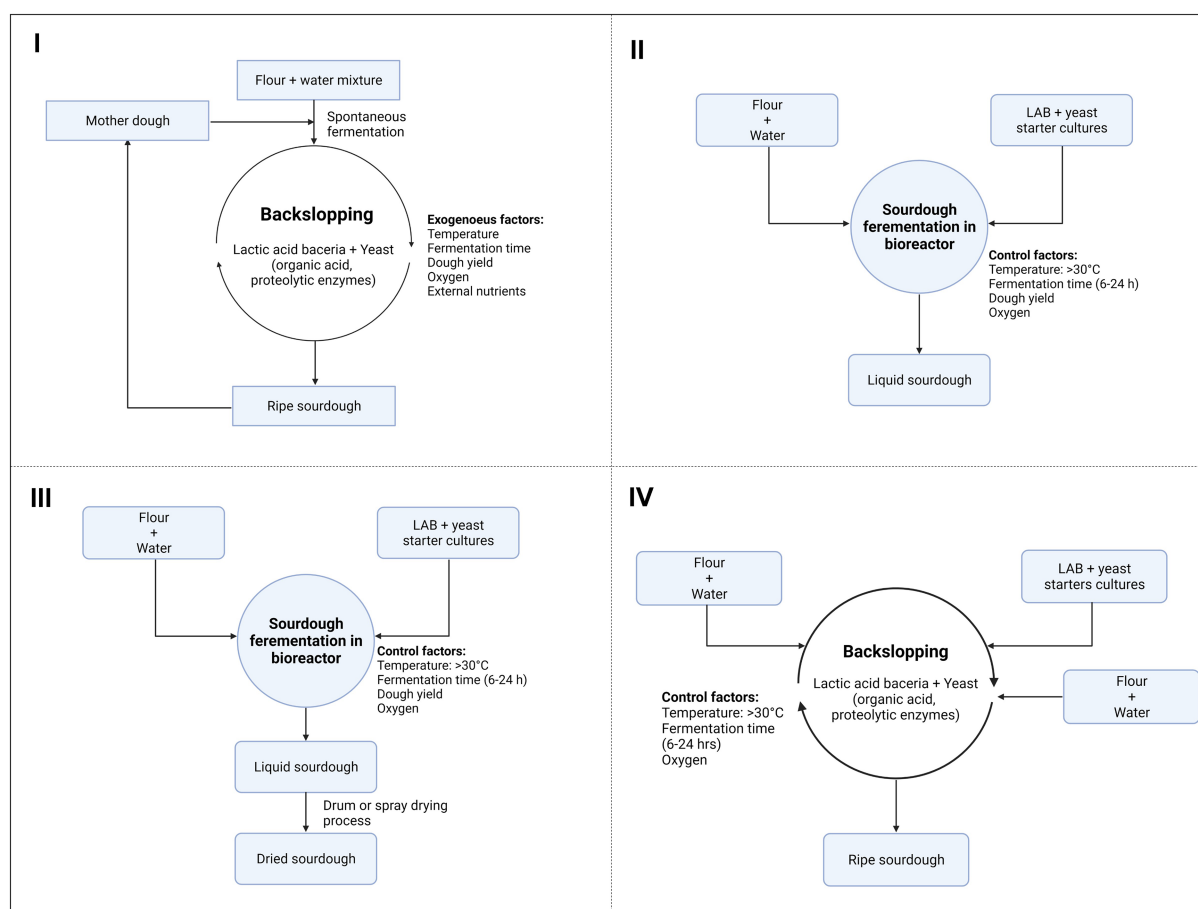 I
Flour + water mixture
Mother dough
Spontaneous
fermentation
Backslopping
Lactic acid baceria + Yeast
(organic acid,
proteolytic enzymes)
Exogenoeus factors:
Temperature
Fermentation time
Dough yield
Oxygen
External nutrients
Ripe sourdough
II
Flour
+
Water
LAB + yeast
starter cultures
Sourdough
ferementation in
bioreactor
Control factors:
Temperature: >30°C
Fermentation time (6-24 h)
Dough yield
Oxygen
Liquid sourdough
III
Flour
+
Water
LAB + yeast
starter cultures
Sourdough
ferementation in
bioreactor
Control factors:
Temperature: >30°C
Fermentation time (6-24 h)
Dough yield
Oxygen
Liquid sourdough
Drum or spray drying
process
Dried sourdough
IV
Flour
+
Water
LAB + yeast
starters cultures
Backslopping
Lactic acid baceria + Yeast
(organic acid,
proteolytic enzymes)
Flour
+
Water
Control factors:
Temperature: >30°C
Fermentation time
(6-24 hrs)
Oxygen
Ripe sourdough